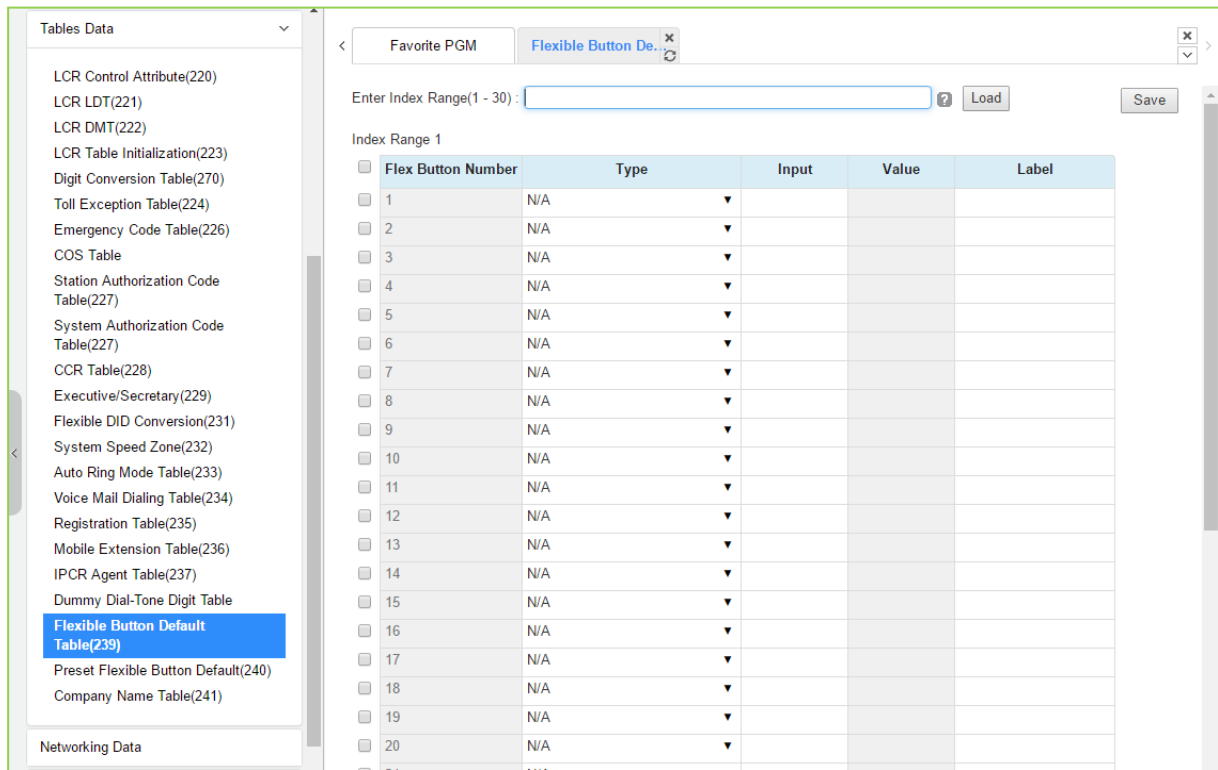 Tables Data
LCR Control Attribute(220)
LCR LDT(221)
LCR DMT(222)
LCR Table Initialization(223)
Digit Conversion Table(270)
Toll Exception Table(224)
Emergency Code Table(226)
COS Table
Station Authorization Code
Table(227)
System Authorization Code
Table(227)
CCR Table(228)
Executive/Secretary(229)
Flexible DID Conversion(231)
System Speed Zone(232)
Auto Ring Mode Table(233)
Voice Mail Dialing Table(234)
Registration Table(235)
Mobile Extension Table(236)
IPCR Agent Table(237)
Dummy Dial-Tone Digit Table
Flexible Button Default
Table(239)
Preset Flexible Button Default(240)
Company Name Table(241)
Networking Data
Favorite PGM Flexible Button De...
Enter Index Range(1 - 30) : ? Load Save
Index Range 1
Flex Button Number Type Input Value Label
1 N/A
2 N/A
3 N/A
4 N/A
5 N/A
6 N/A
7 N/A
8 N/A
9 N/A
10 N/A
11 N/A
12 N/A
13 N/A
14 N/A
15 N/A
16 N/A
17 N/A
18 N/A
19 N/A
20 N/A